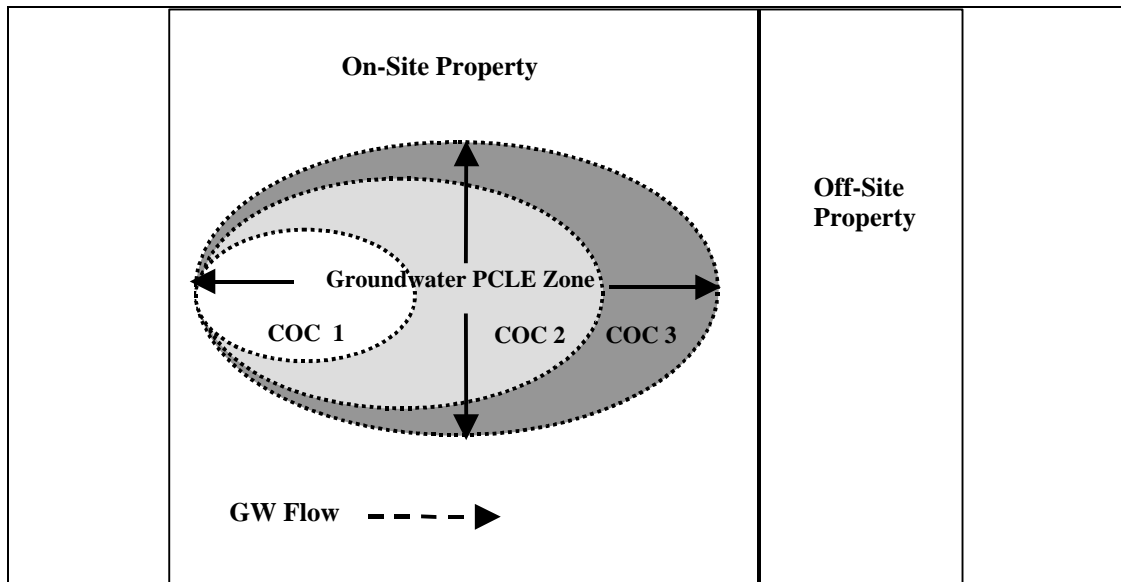 On-Site Property
Off-Site
Property
Groundwater PCLE Zone
COC 1
COC 2
COC 3
GW Flow